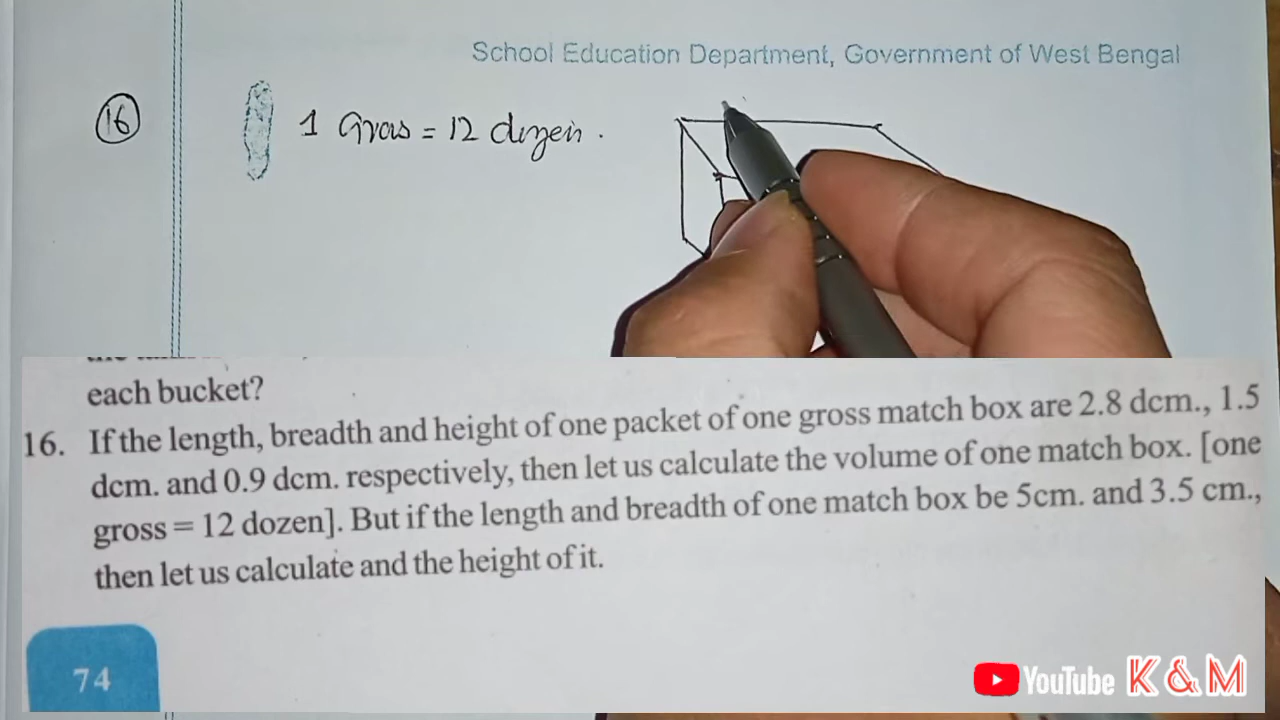 School Education Department, Government of West Bengal
16 1 Gros = 12 dozen .
each bucket?
16. If the length, breadth and height of one packet of one gross match box are 2.8 dcm., 1.5
dcm. and 0.9 dcm. respectively, then let us calculate the volume of one match box. [one
gross = 12 dozen]. But if the length and breadth of one match box be 5cm. and 3.5 cm.,
then let us calculate and the height of it.
74
YouTube K & M